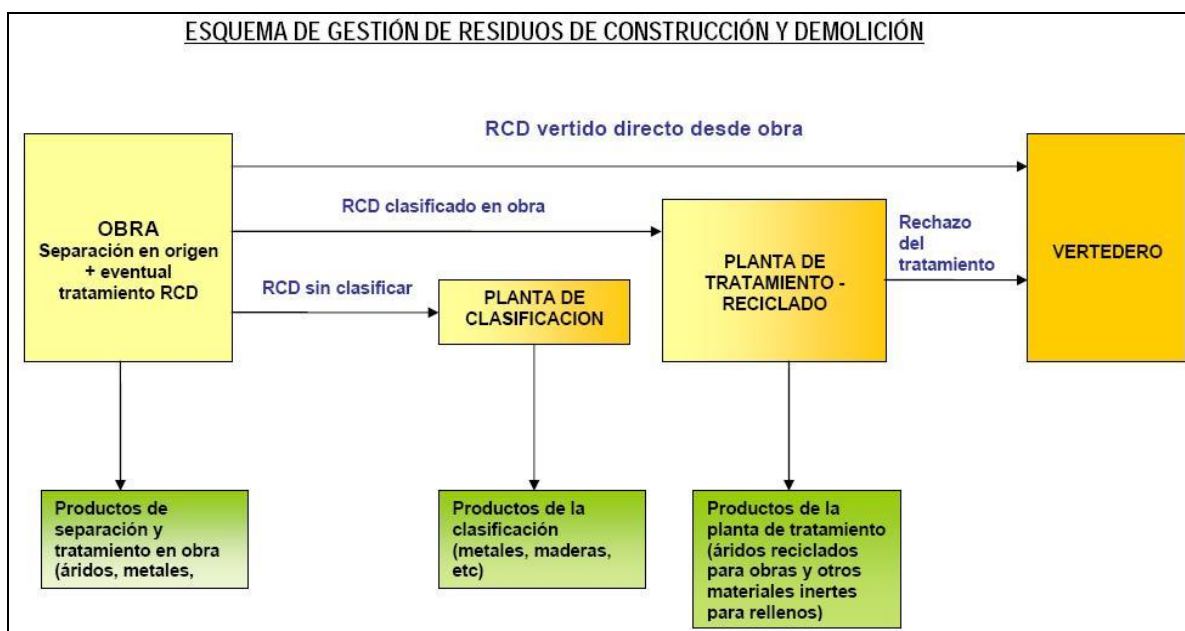 ESQUEMA DE GESTIÓN DE RESIDUOS DE CONSTRUCCIÓN Y DEMOLICIÓN
RCD vertido directo desde obra
OBRA
Separación en origen
+ eventual
tratamiento RCD
RCD clasificado en obra
RCD sin clasificar
PLANTA DE
CLASIFICACION
PLANTA DE
TRATAMIENTO -
RECICLADO
Rechazo
del
tratamiento
VERTEDERO
Productos de
separación y
tratamiento en obra
(áridos, metales,
Productos de la
clasificación
(metales, maderas,
etc)
Productos de la
planta de tratamiento
(áridos reciclados
para obras y otros
materiales inertes
para rellenos)